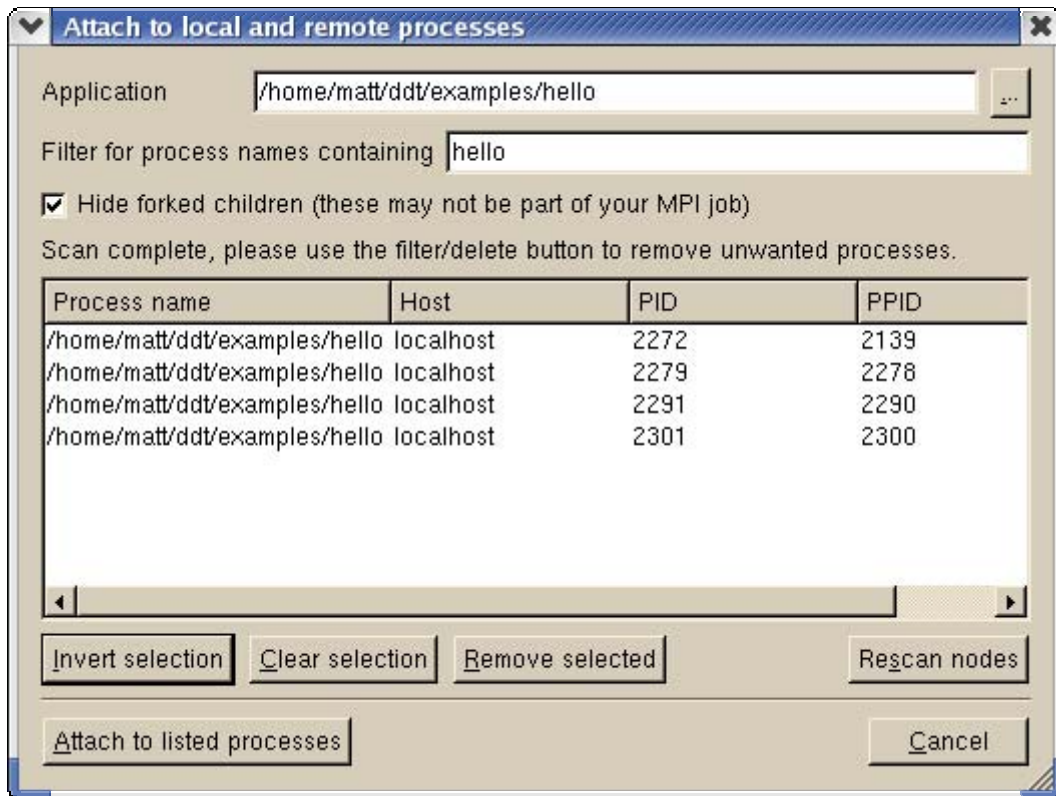 Attach to local and remote processes
Application /home/matt/ddt/examples/hello ...
Filter for process names containing hello
Hide forked children (these may not be part of your MPI job)
Scan complete, please use the filter/delete button to remove unwanted processes.
Process name Host PID PPID
/home/matt/ddt/examples/hello localhost 2272 2139
/home/matt/ddt/examples/hello localhost 2279 2278
/home/matt/ddt/examples/hello localhost 2291 2290
/home/matt/ddt/examples/hello localhost 2301 2300
Invert selection Clear selection Remove selected Rescan nodes
Attach to listed processes Cancel